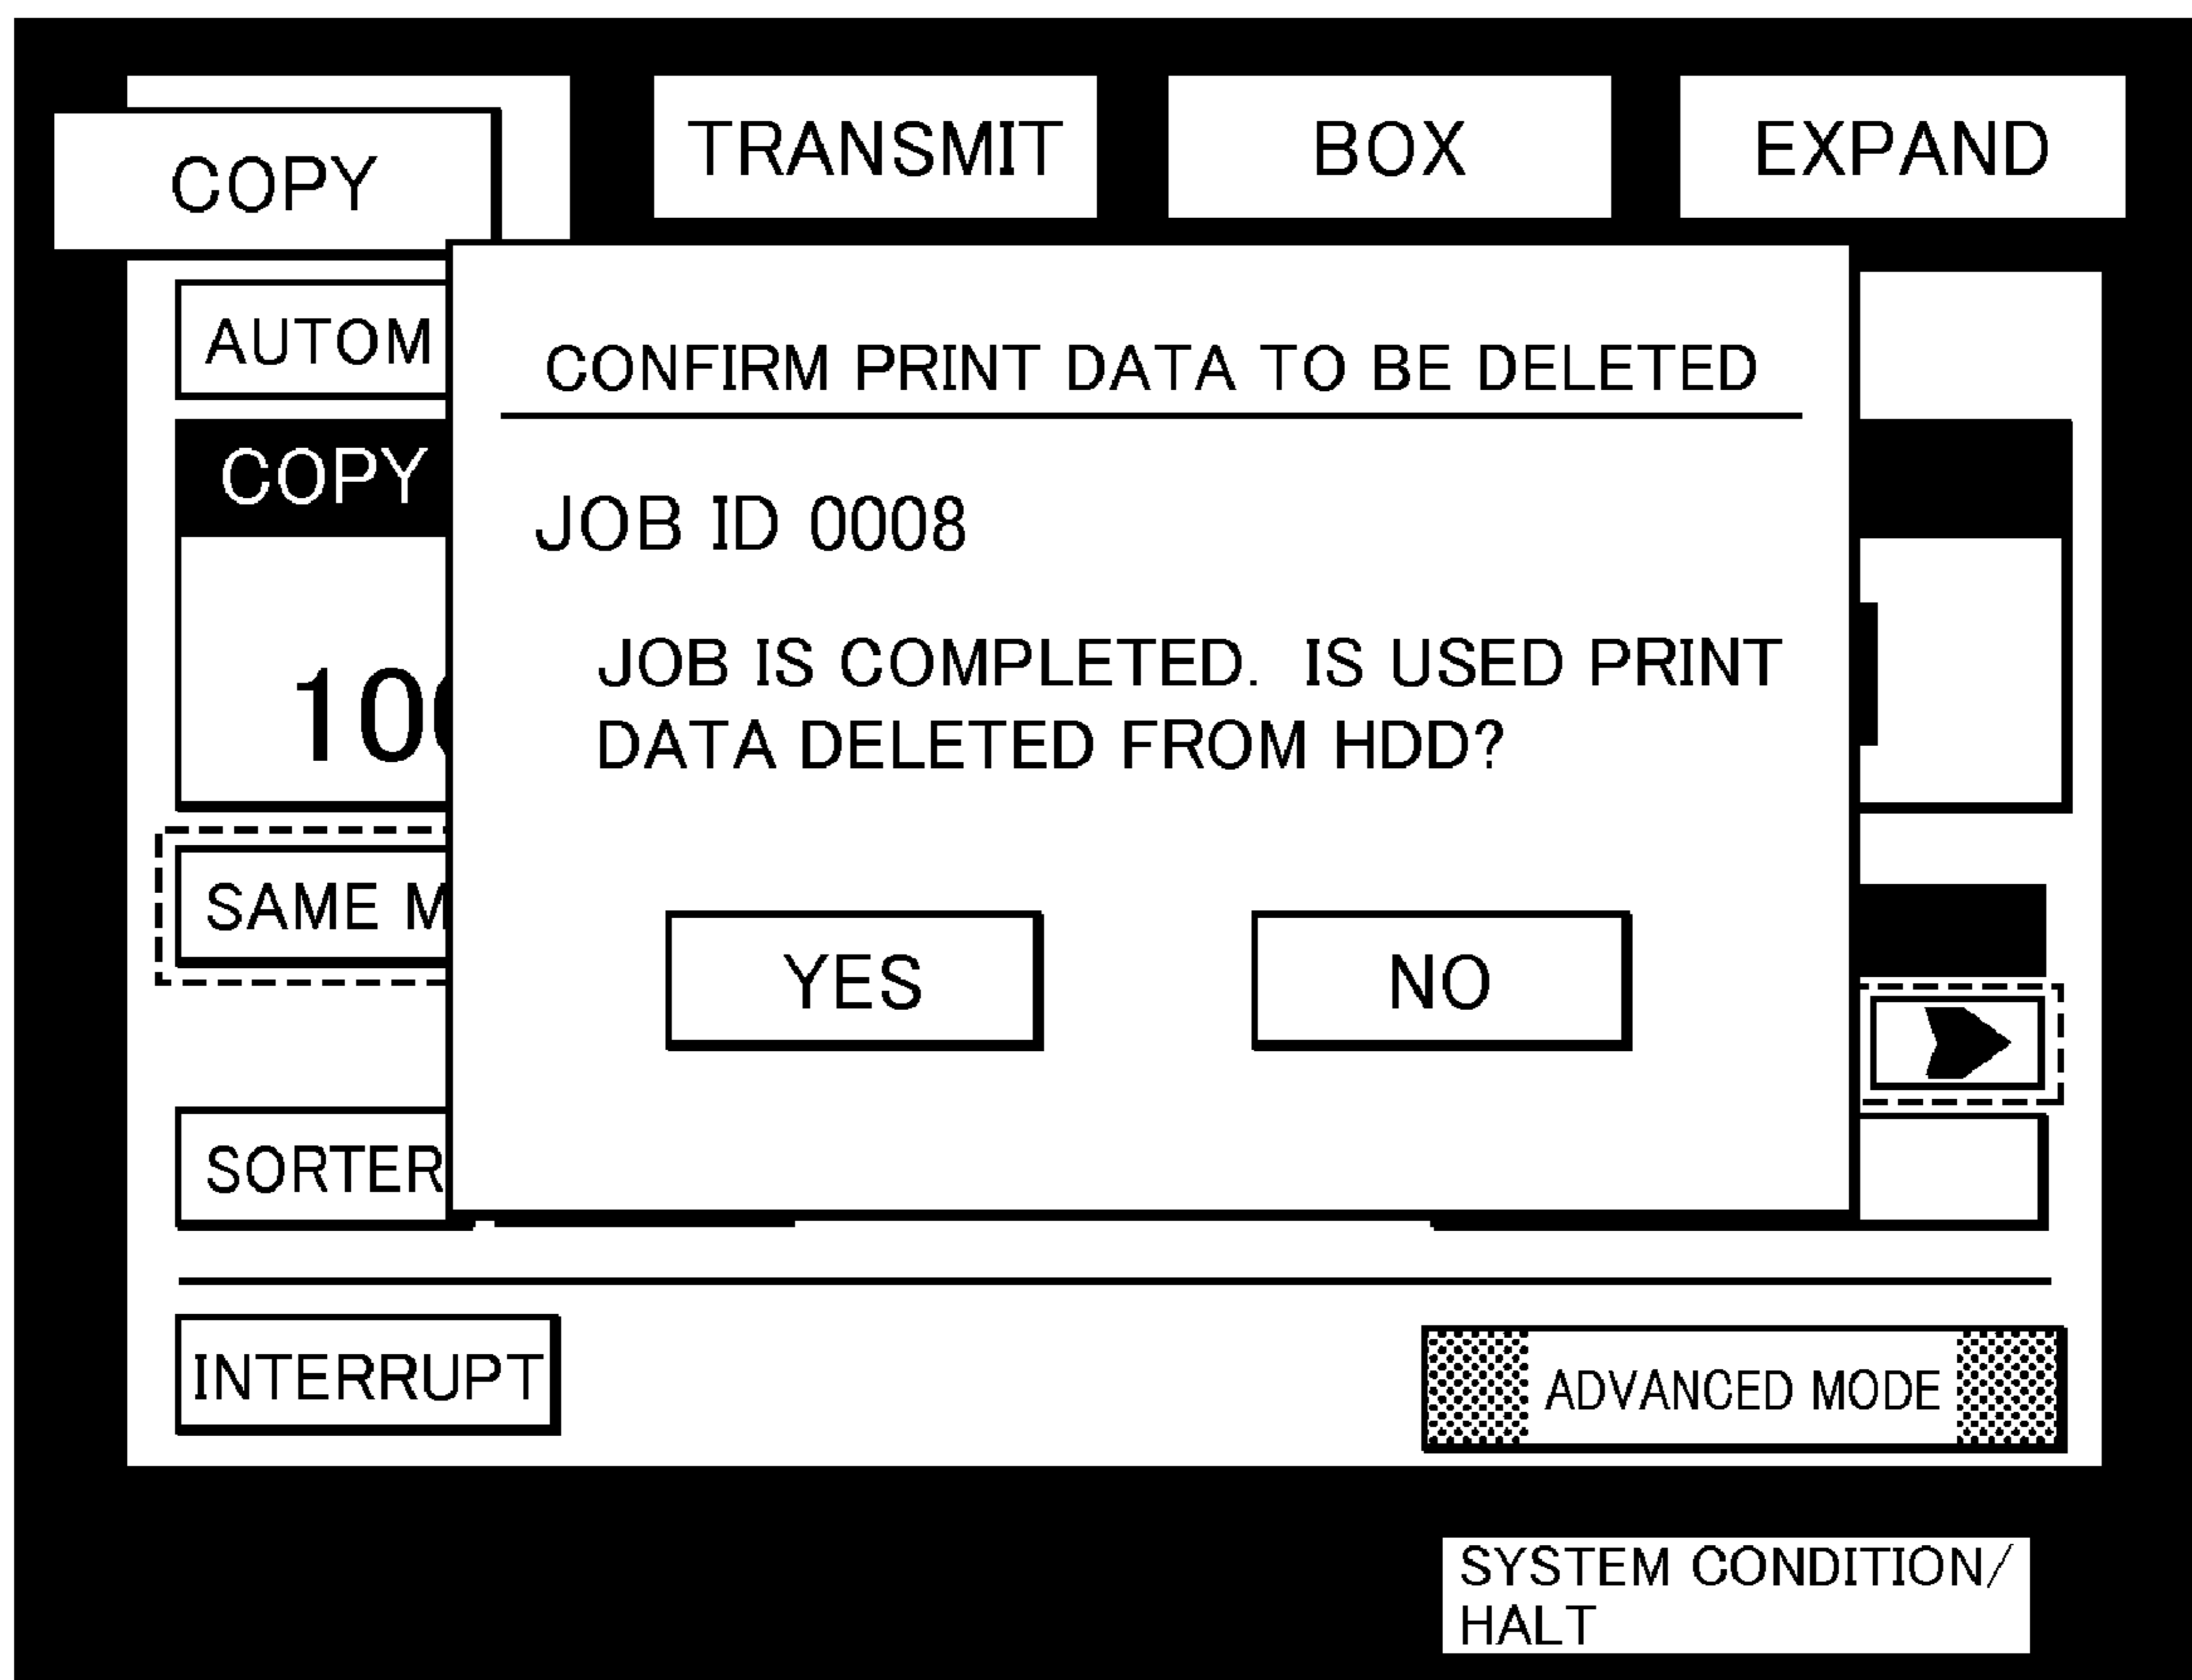 COPY
TRANSMIT
BOX
EXPAND
AUTOM
CONFIRM PRINT DATA TO BE DELETED
COPY
JOB ID 0008
JOB IS COMPLETED. IS USED PRINT
DATA DELETED FROM HDD?
10
SAME
YES
NO
SORTER
INTERRUPT
ADVANCED MODE
SYSTEM CONDITION/
HALT